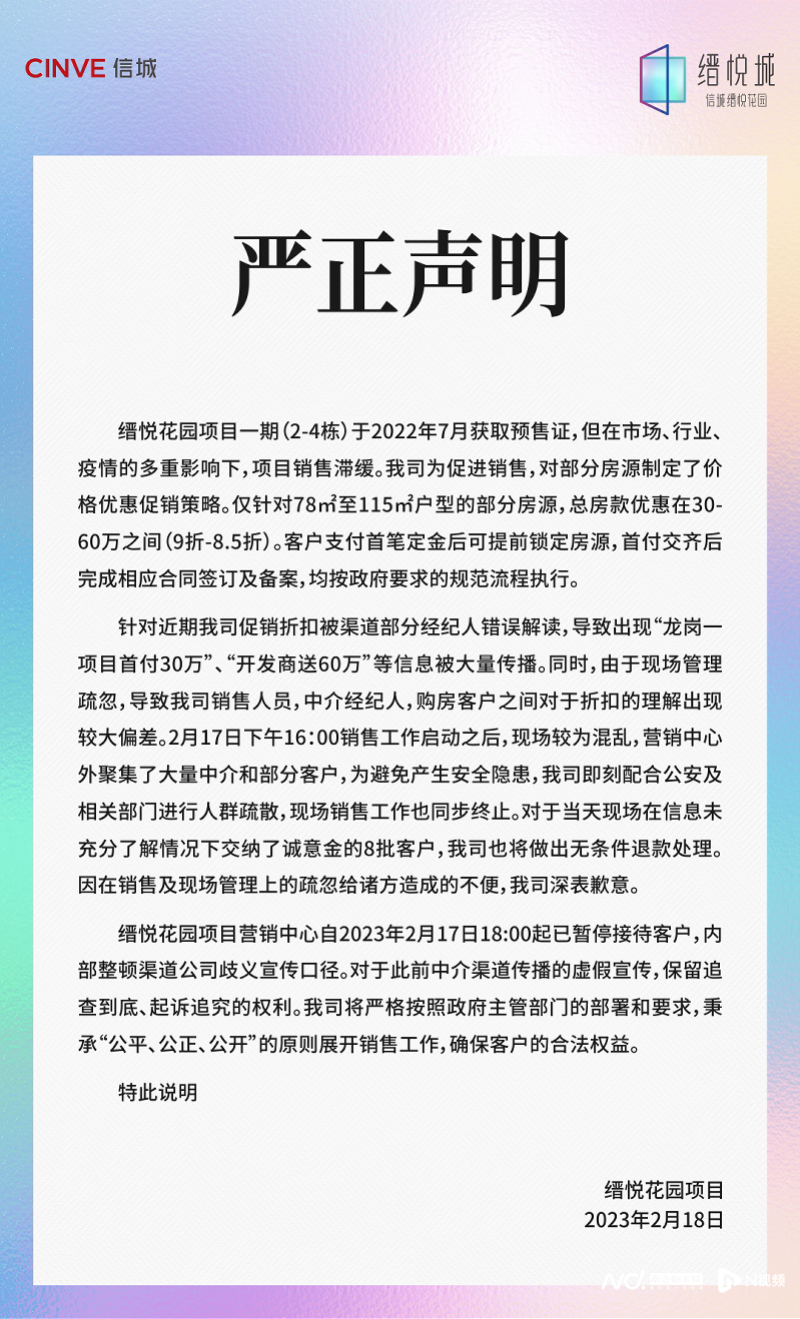 CINVE 信城
缙悦城
信城缙悦花园
严正声明
缙悦花园项目一期（2-4栋）于2022年7月获取预售证，但在市场、行业、
疫情的多重影响下，项目销售滞缓。我司为促进销售，对部分房源制定了价
格优惠促销策略。仅针对78㎡至115㎡户型的部分房源，总房款优惠在30-
60万之间（9折-8.5折）。客户支付首笔定金后可提前锁定房源，首付交齐后
完成相应合同签订及备案，均按政府要求的规范流程执行。
针对近期我司促销折扣被渠道部分经纪人错误解读，导致出现“龙岗一
项目首付30万”、“开发商送60万”等信息被大量传播。同时，由于现场管理
疏忽，导致我司销售人员，中介经纪人，购房客户之间对于折扣的理解出现
较大偏差。2月17日下午16：00销售工作启动之后，现场较为混乱，营销中心
外聚集了大量中介和部分客户，为避免产生安全隐患，我司即刻配合公安及
相关部门进行人群疏散，现场销售工作也同步终止。对于当天现场在信息未
充分了解情况下交纳了诚意金的8批客户，我司也将做出无条件退款处理。
因在销售及现场管理上的疏忽给诸方造成的不便，我司深表歉意。
缙悦花园项目营销中心自2023年2月17日18:00起已暂停接待客户，内
部整顿渠道公司歧义宣传口径。对于此前中介渠道传播的虚假宣传，保留追
查到底、起诉追究的权利。我司将严格按照政府主管部门的部署和要求，秉
承“公平、公正、公开”的原则展开销售工作，确保客户的合法权益。
特此说明
缙悦花园项目
2023年2月18日
N视频